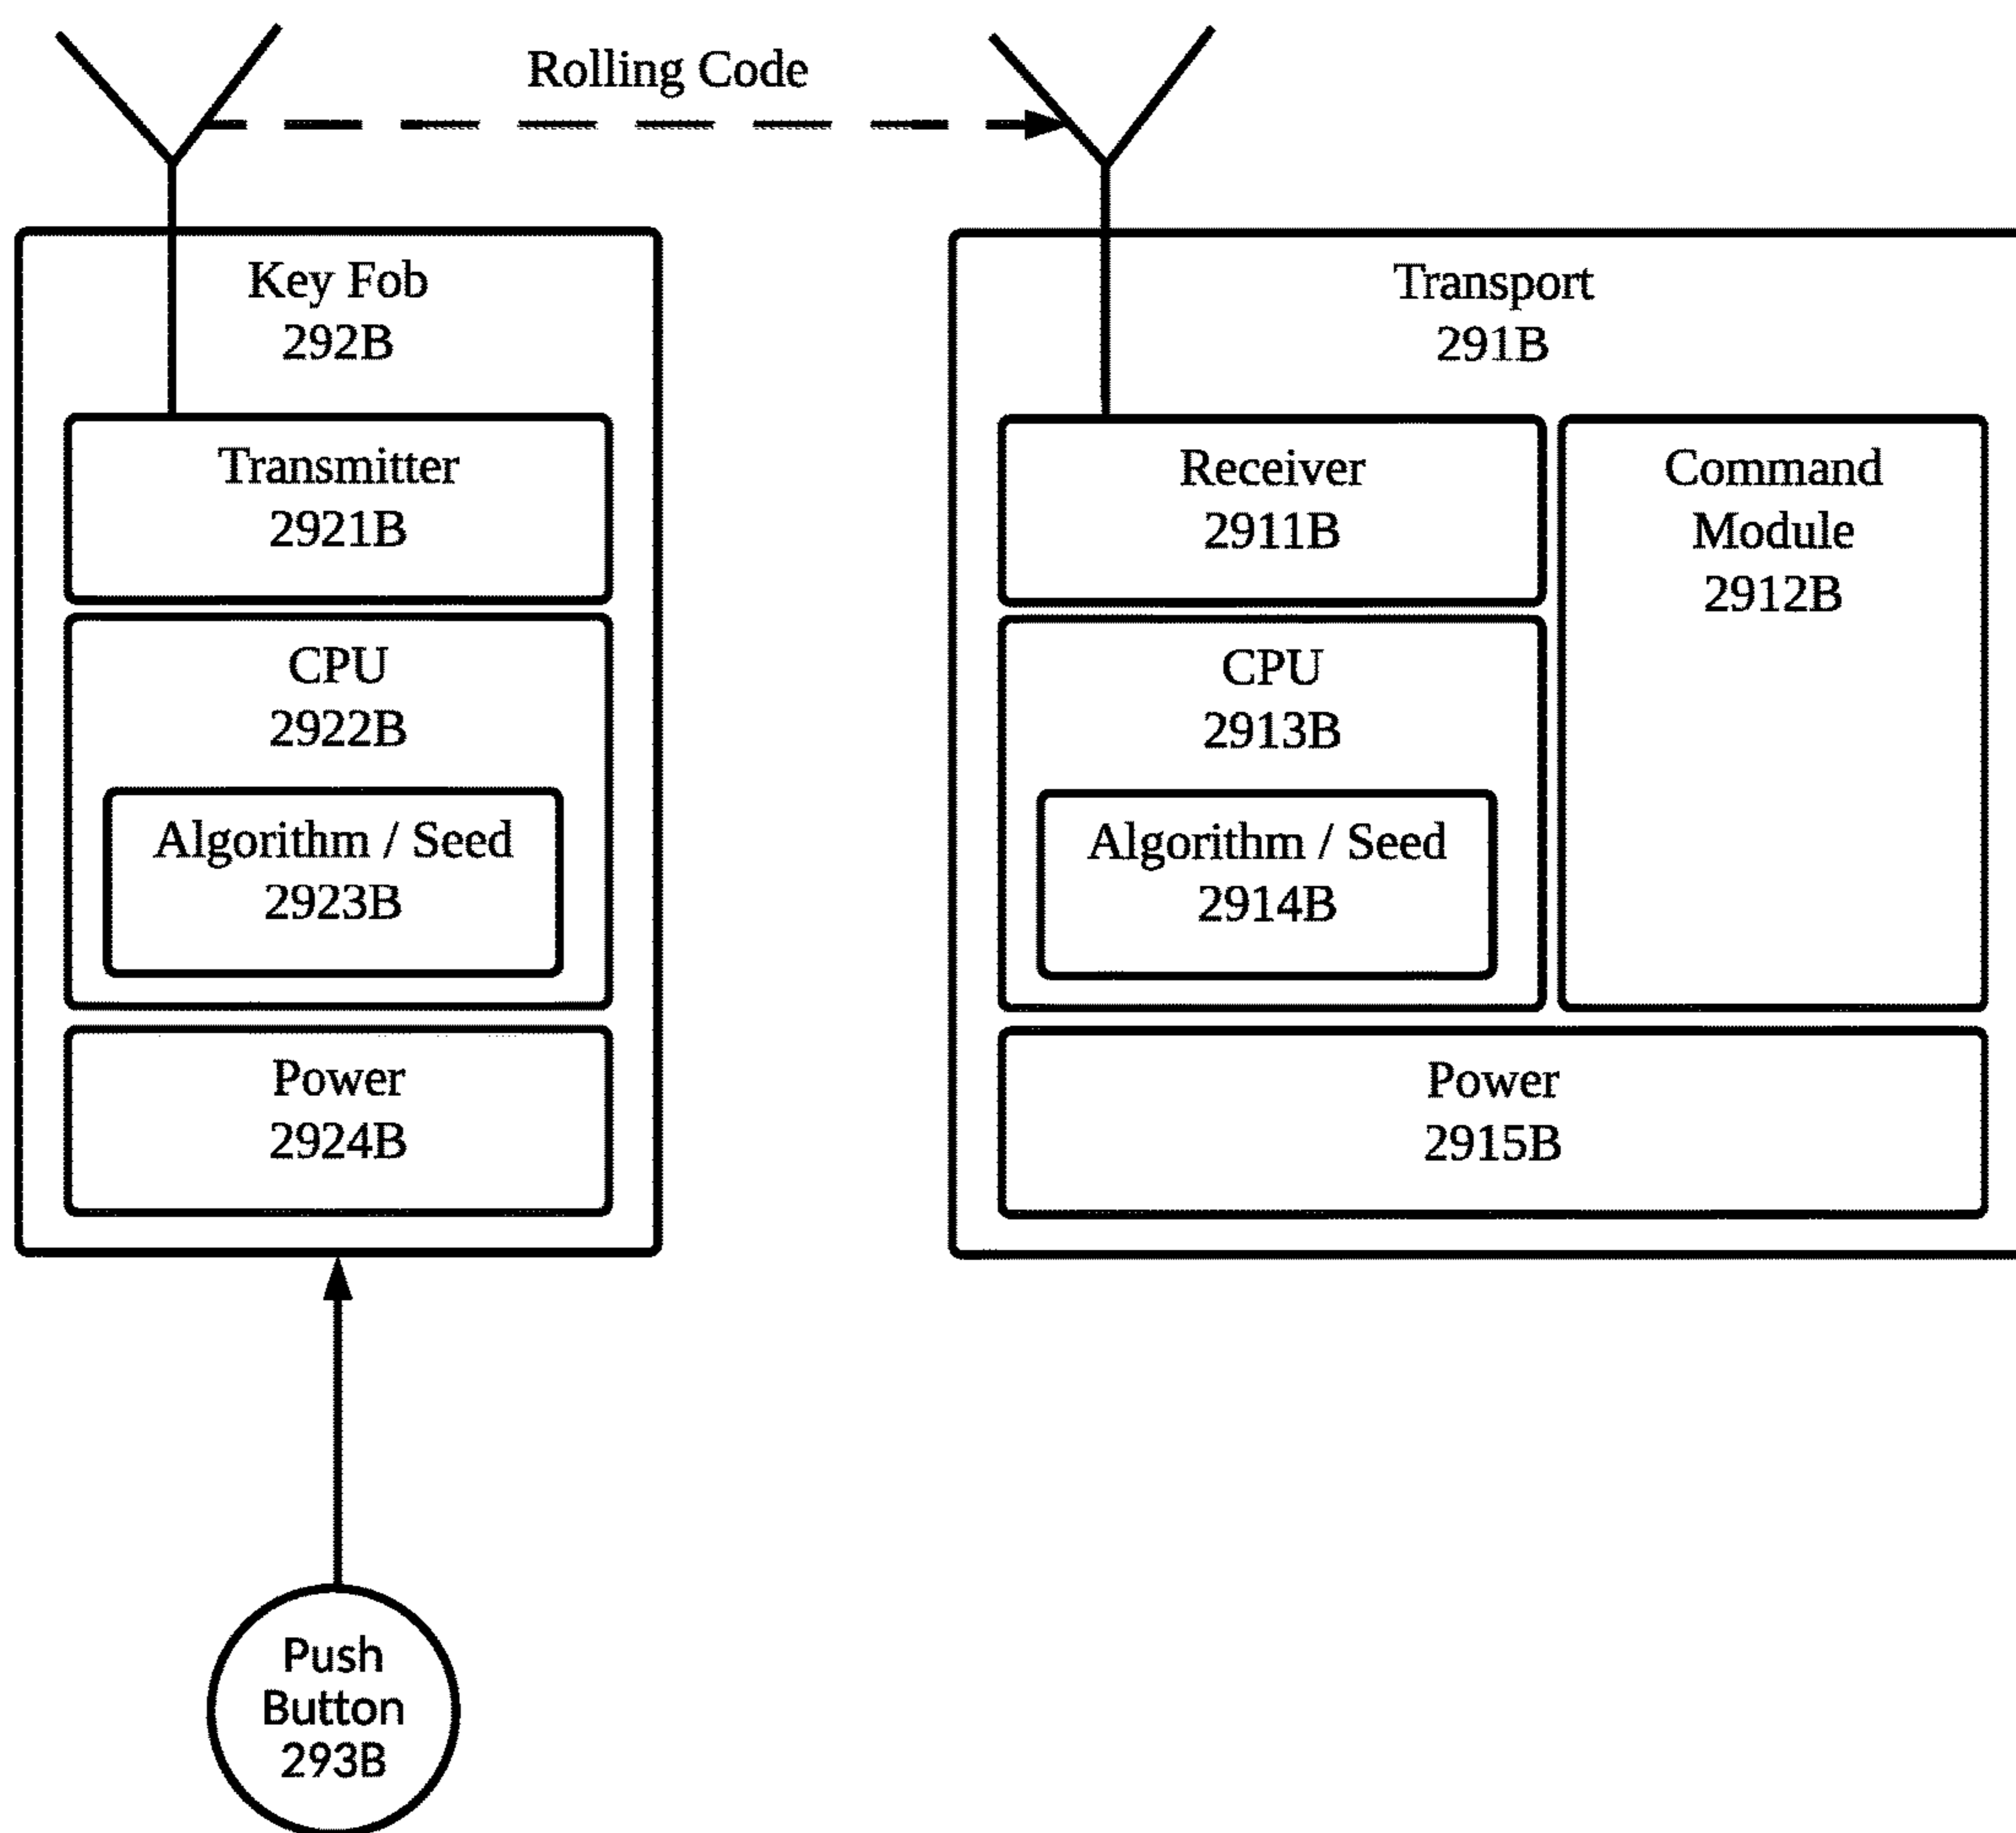 Rolling Code
Key Fob
292B
Transmitter
2921B
CPU
2922B
Algorithm / Seed
2923B
Power
2924B
Push
Button
293B
Transport
291B
Receiver
2911B
Command
Module
2912B
CPU
2913B
Algorithm / Seed
2914B
Power
2915B